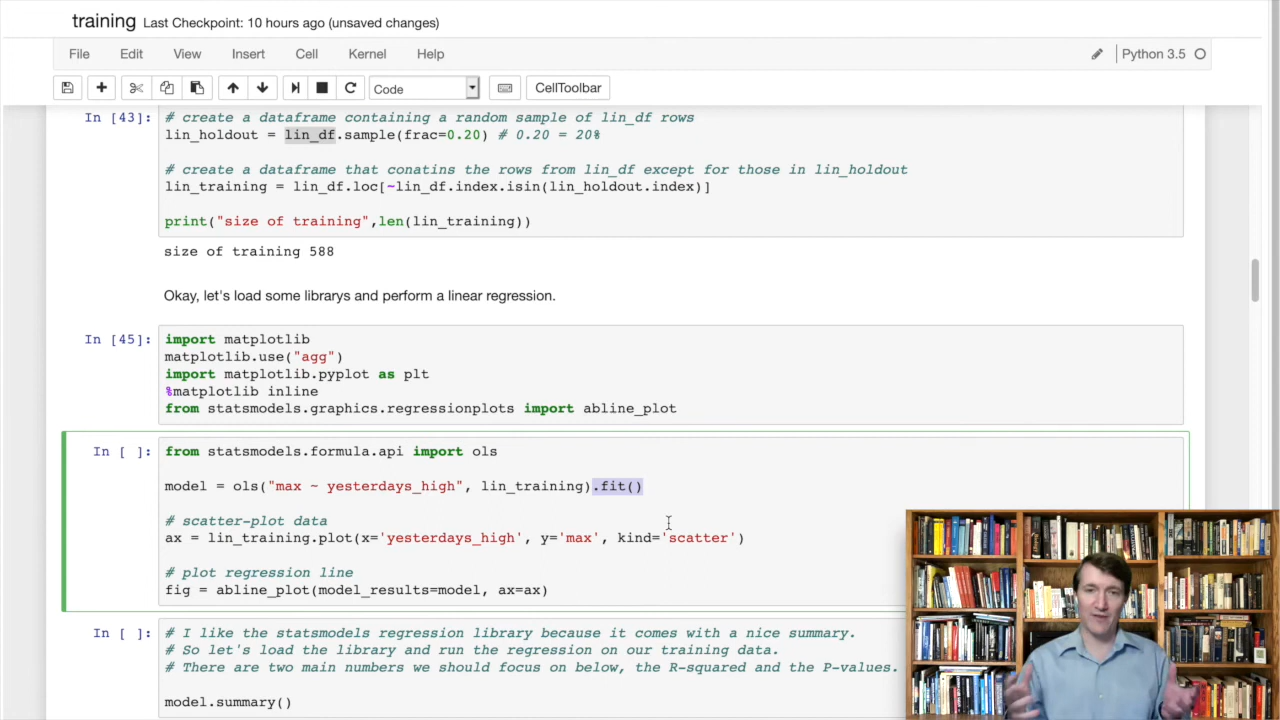 training Last Checkpoint: 10 hours ago (unsaved changes)
File Edit View Insert Cell Kernel Help Python 3.5
Code CellToolbar
In [43]: # create a dataframe containing a random sample of lin_df rows
lin_holdout = lin_df.sample(frac=0.20) # 0.20 = 20%
# create a dataframe that conatins the rows from lin_df except for those in lin_holdout
lin_training = lin_df.loc[~lin_df.index.isin(lin_holdout.index)]
print("size of training",len(lin_training))
size of training 588
Okay, let's load some librarys and perform a linear regression.
In [45]: import matplotlib
matplotlib.use("agg")
import matplotlib.pyplot as plt
%matplotlib inline
from statsmodels.graphics.regressionplots import abline_plot
In [ ]: from statsmodels.formula.api import ols
model = ols("max ~ yesterdays_high", lin_training).fit()
# scatter-plot data
ax = lin_training.plot(x='yesterdays_high', y='max', kind='scatter')
# plot regression line
fig = abline_plot(model_results=model, ax=ax)
In [ ]: # I like the statsmodels regression library because it comes with a nice summary.
# So let's load the library and run the regression on our training data.
# There are two main numbers we should focus on below, the R-squared and the P-values.
model.summary()